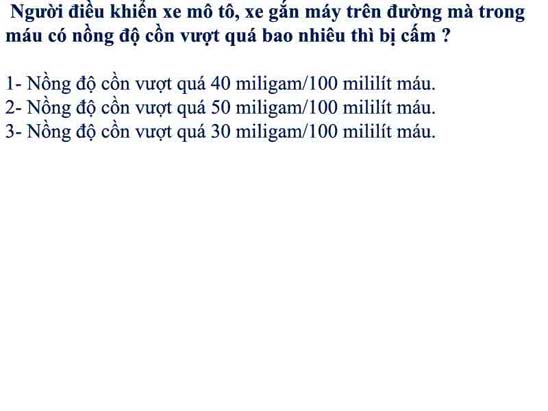 Người điều khiển xe mô tô, xe gắn máy trên đường mà trong
máu có nồng độ cồn vượt quá bao nhiêu thì bị cấm ?
1- Nồng độ cồn vượt quá 40 miligam/100 mililít máu.
2- Nồng độ cồn vượt quá 50 miligam/100 mililít máu.
3- Nồng độ cồn vượt quá 30 miligam/100 mililít máu.